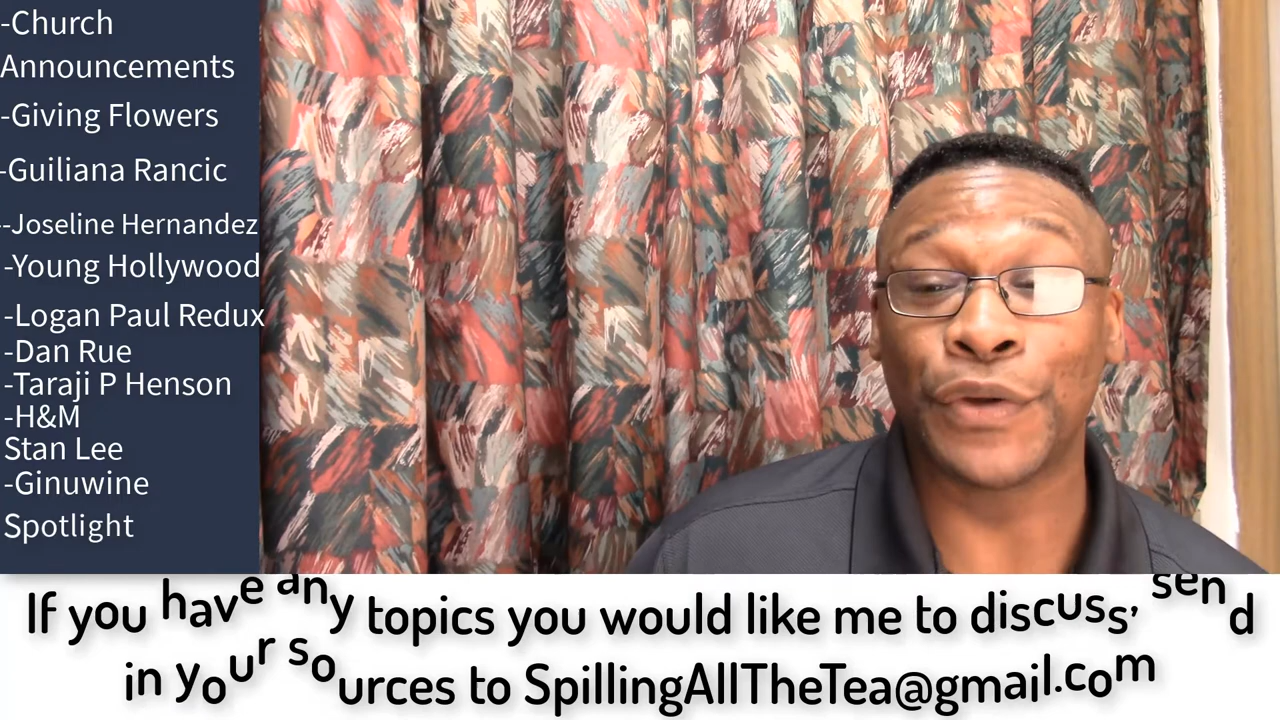 -Church
Announcements
-Giving Flowers
-Guiliana Rancic
--Joseline Hernandez
-Young Hollywood
-Logan Paul Redux
-Dan Rue
-Taraji P Henson
-H&M
Stan Lee
-Ginuwine
Spotlight
If you have any topics you would like me to discuss, send
in your sources to SpillingAllTheTea@gmail.com